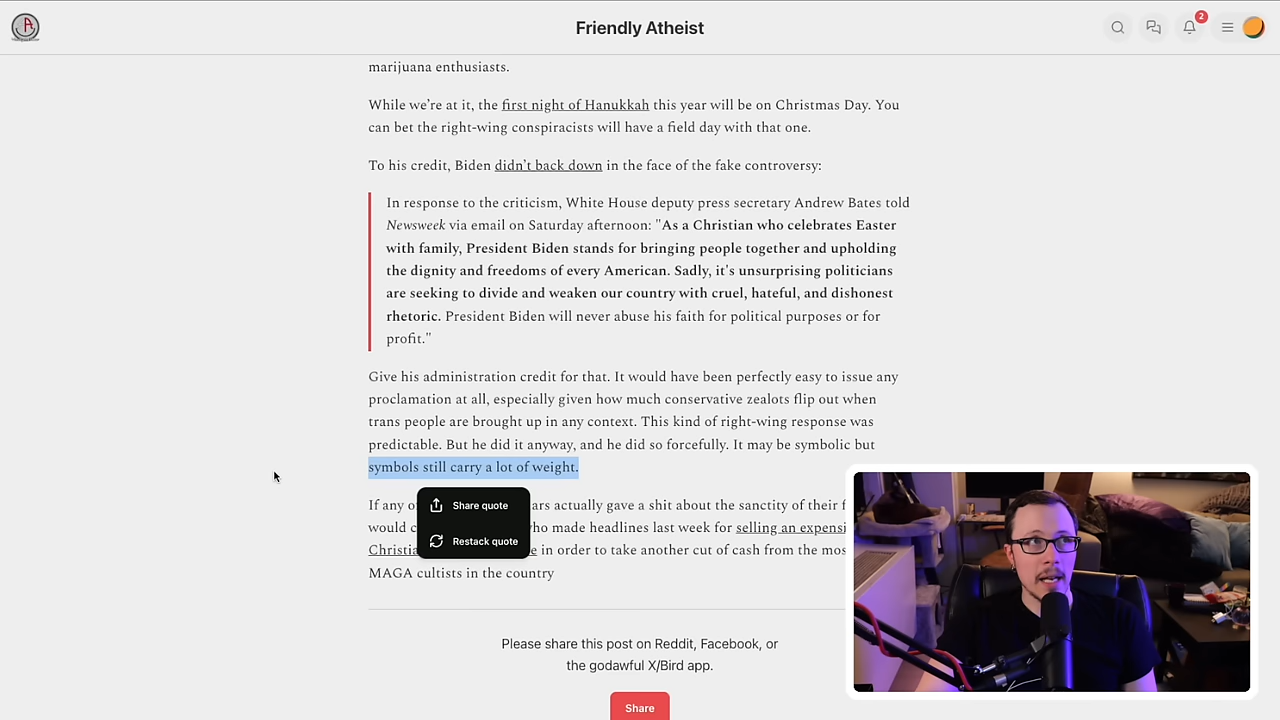 Friendly Atheist
2
marijuana enthusiasts.
While we're at it, the first night of Hanukkah this year will be on Christmas Day. You
can bet the right-wing conspiracists will have a field day with that one.
To his credit, Biden didn't back down in the face of the fake controversy:
In response to the criticism, White House deputy press secretary Andrew Bates told
Newsweek via email on Saturday afternoon: "As a Christian who celebrates Easter
with family, President Biden stands for bringing people together and upholding
the dignity and freedoms of every American. Sadly, it's unsurprising politicians
are seeking to divide and weaken our country with cruel, hateful, and dishonest
rhetoric. President Biden will never abuse his faith for political purposes or for
profit."
Give his administration credit for that. It would have been perfectly easy to issue any
proclamation at all, especially given how much conservative zealots flip out when
trans people are brought up in any context. This kind of right-wing response was
predictable. But he did it anyway, and he did so forcefully. It may be symbolic but
symbols still carry a lot of weight.
If any o ars actually gave a shit about the sanctity of their f
would c ho made headlines last week for selling an expensi
Christia e in order to take another cut of cash from the mos
MAGA cultists in the country
Share quote
Restack quote
Please share this post on Reddit, Facebook, or
the godawful X/Bird app.
Share